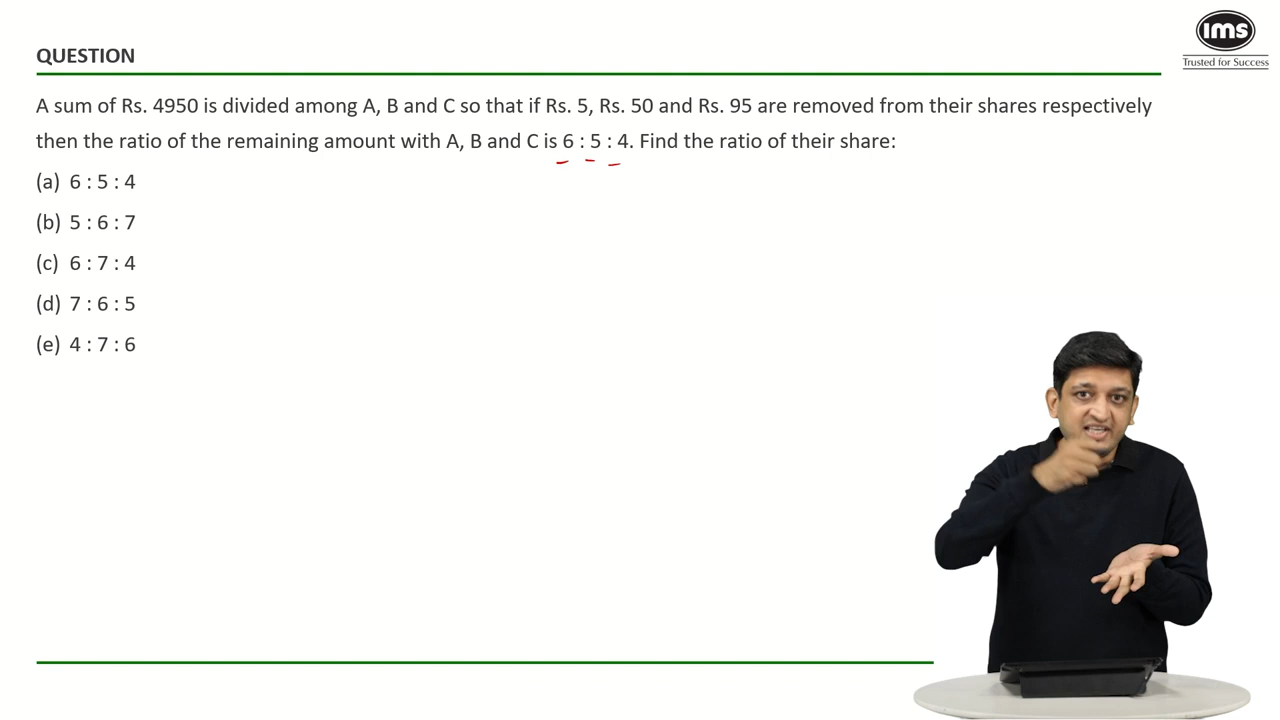 ims
Trusted for Success
QUESTION
A sum of Rs. 4950 is divided among A, B and C so that if Rs. 5, Rs. 50 and Rs. 95 are removed from their shares respectively
then the ratio of the remaining amount with A, B and C is 6 : 5 : 4. Find the ratio of their share:
(a) 6 : 5 : 4
(b) 5 : 6 : 7
(c) 6 : 7 : 4
(d) 7 : 6 : 5
(e) 4 : 7 : 6